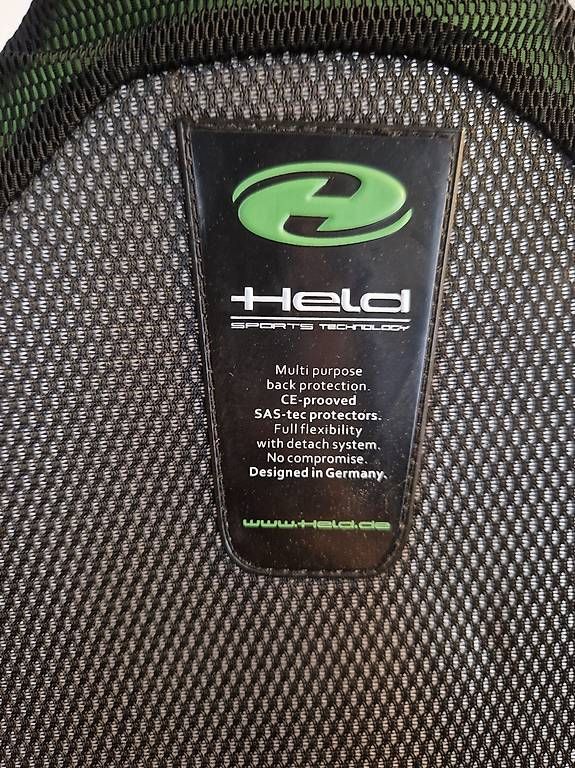 Held
SPORTS TECHNOLOGY
Multi purpose
back protection.
CE-prooved
SAS-tec protectors.
Full flexibility
with detach system.
No compromise.
Designed in Germany.
www.Held.de